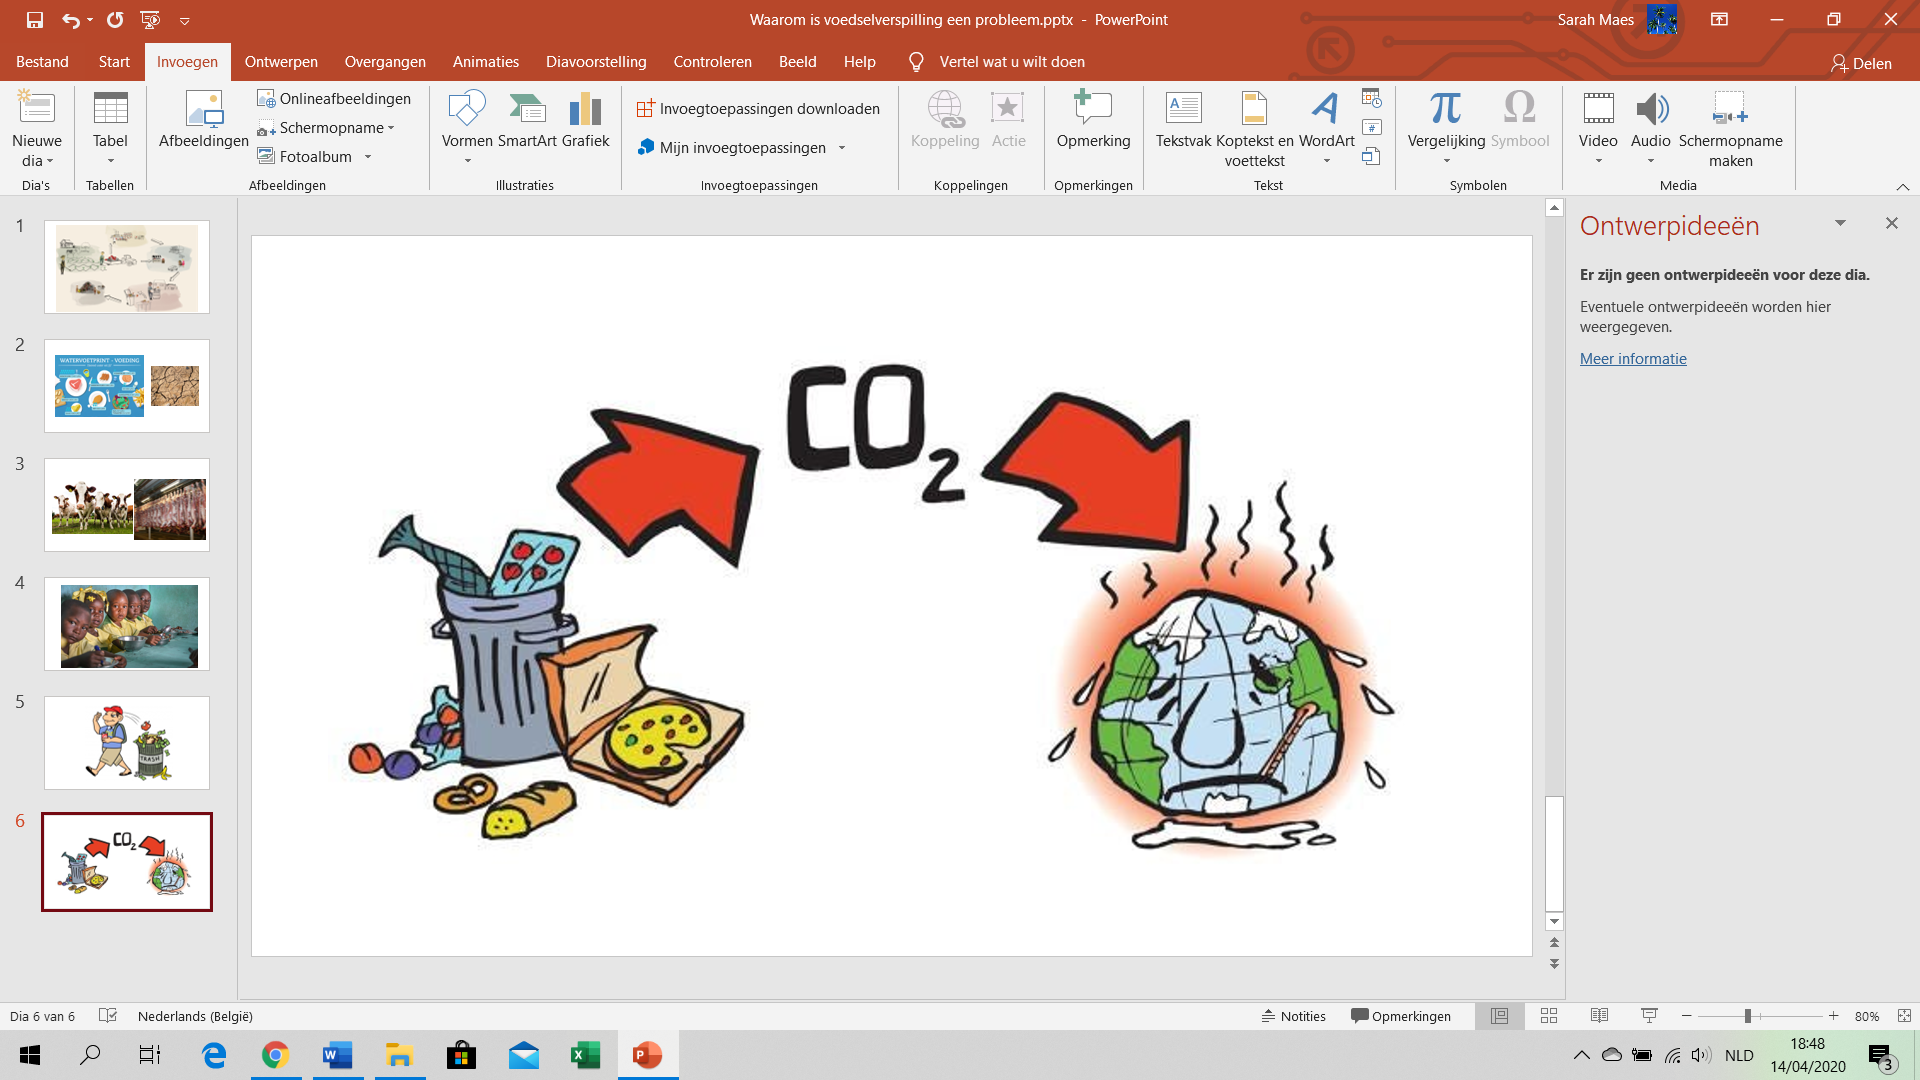 Waarom is voedselverspilling een probleem.pptx - PowerPoint
Sarah Maes
Bestand Start Invoegen Ontwerpen Overgangen Animaties Diavoorstelling Controleren Beeld Help Vertel wat u wilt doen Delen
Nieuwe dia
Dia's
Tabel
Tabellen
Afbeeldingen
Onlineafbeeldingen
Schermopname
Fotoalbum
Afbeeldingen
Vormen SmartArt Grafiek
Illustraties
Invoegtoepassingen downloaden
Mijn invoegtoepassingen
Invoegtoepassingen
Koppeling Actie
Koppelingen
Opmerking
Opmerkingen
Tekstvak Koptekst en voettekst WordArt
Tekst
Vergelijking Symbool
Symbolen
Video Audio Schermopname maken
Media
1
2
WATERVOETPRINT - VOEDING
3
4
5
TRASH
6
CO2
CO2
Ontwerpideeën
Er zijn geen ontwerpideeën voor deze dia.
Eventuele ontwerpideeën worden hier
weergegeven.
Meer informatie
Dia 6 van 6 Nederlands (België) Notities Opmerkingen 80%
NLD
18:48
14/04/2020
3